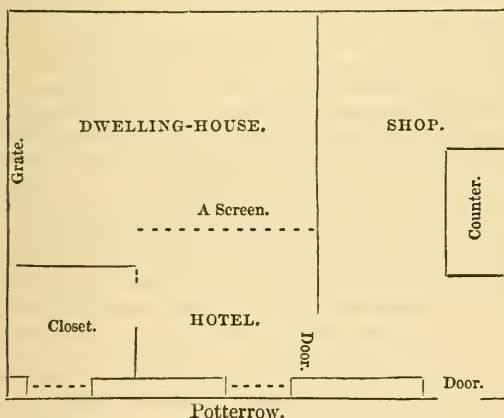 DWELLING-HOUSE.
SHOP.
Grate.
Counter.
A Screen.
Closet.
HOTEL.
Door.
Door.
Potterrow.